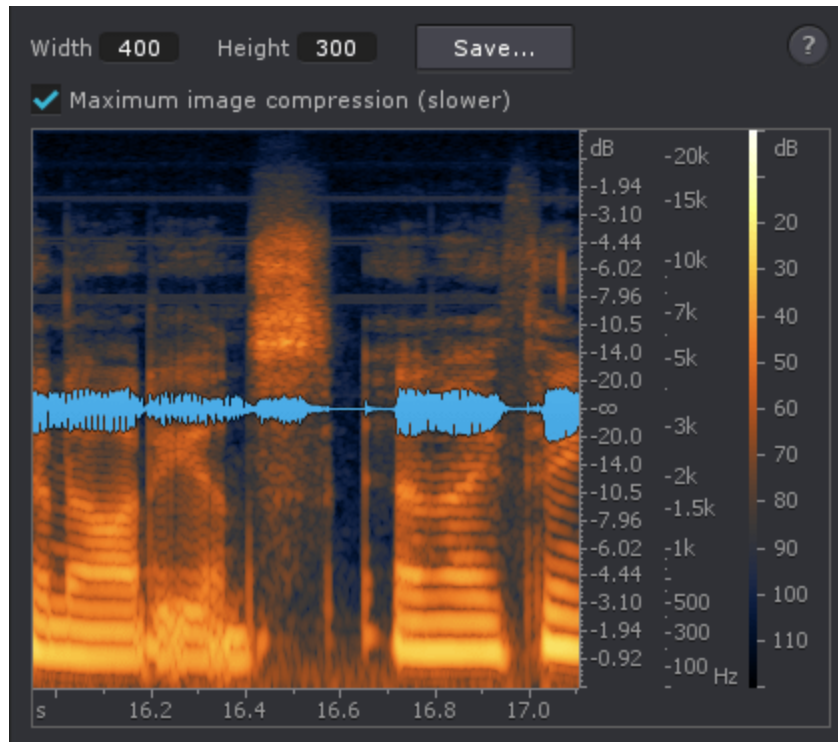 Width 400 Height 300 Save... ?
Maximum image compression (slower)
dB
-1.94
-3.10
-4.44
-6.02
-7.96
-10.5
-14.0
-20.0
-∞
-20.0
-14.0
-10.5
-7.96
-6.02
-4.44
-3.10
-1.94
-0.92
-20k
-15k
-10k
-7k
-5k
-3k
-2k
-1.5k
-1k
-500
-300
-100
Hz
dB
20
30
40
50
60
70
80
90
100
110
s 16.2 16.4 16.6 16.8 17.0